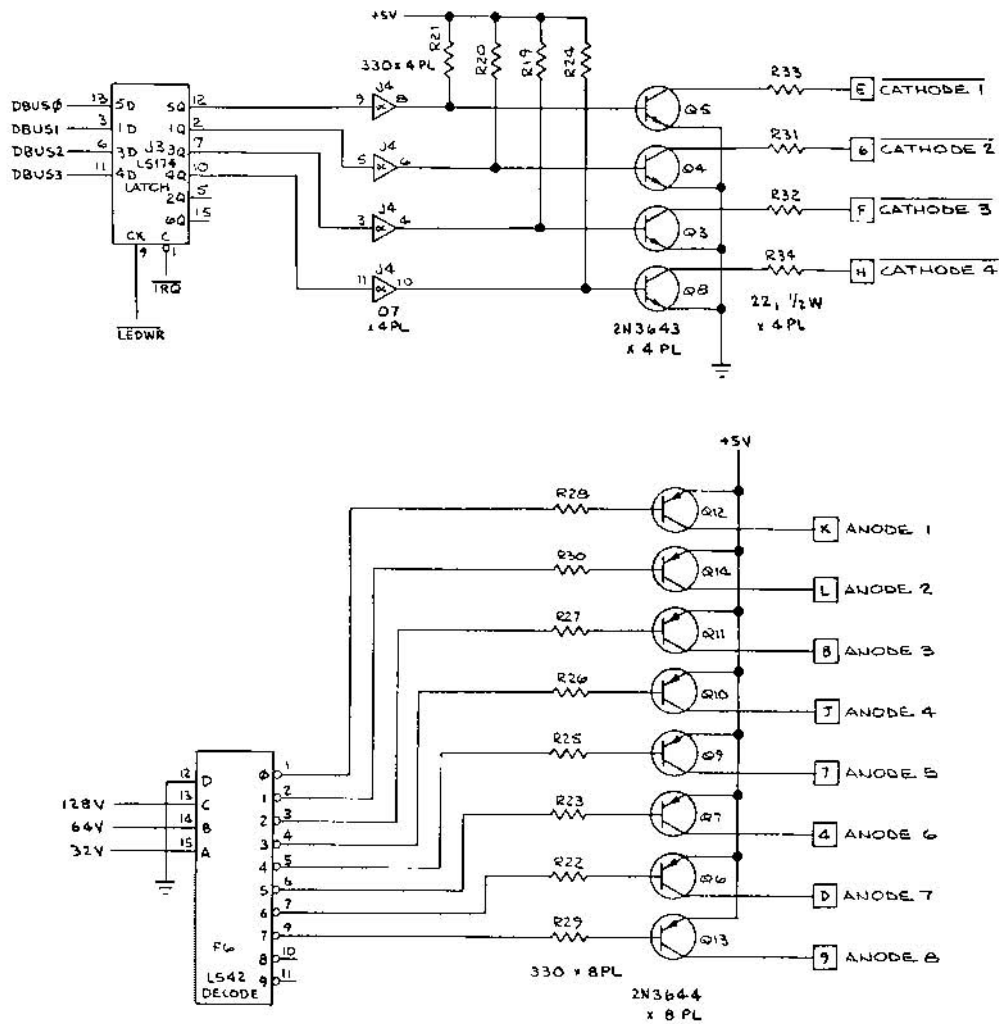 +5V
R21
R20
R19
R24
330 x 4 PL
DBUS0 13 5D 5Q 12 9 J4 8 Q5 R33 E CATHODE 1
DBUS1 3 1D 1Q 2
DBUS2 6 3D J3 3Q 7
DBUS3 11 4D LS174 4Q 10 5 J4 6 Q4 R31 6 CATHODE 2
LATCH 2Q 5
6Q 15
3 J4 4 Q3 R32 F CATHODE 3
CK C
9 1
IRQ
LEDWR
11 J4 10 Q8 R34 H CATHODE 4
07
x 4 PL
2N3643
x 4 PL
22, 1/2W
x 4 PL
+5V
R28 Q12 K ANODE 1
R30 Q14 L ANODE 2
R27 Q11 8 ANODE 3
R26 Q10 J ANODE 4
R25 Q9 7 ANODE 5
R23 Q7 4 ANODE 6
R22 Q6 D ANODE 7
R29 Q13 9 ANODE 8
12 D 0 1
128V 13 C 1 2
64V 14 B 2 3
32V 15 A 3 4
4 5
5 6
6 7
7 9
8 10
9 11
F6
LS42
DECODE
330 x 8 PL
2N3644
x 8 PL